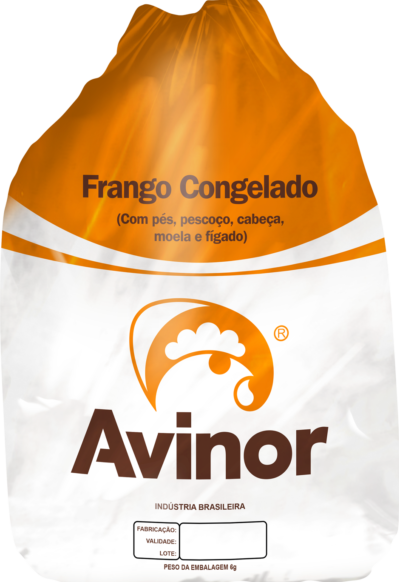 Frango Congelado
(Com pés, pescoço, cabeça,
moela e fígado)
®
Avinor
INDÚSTRIA BRASILEIRA
FABRICAÇÃO:
VALIDADE:
LOTE:
PESO DA EMBALAGEM 6g